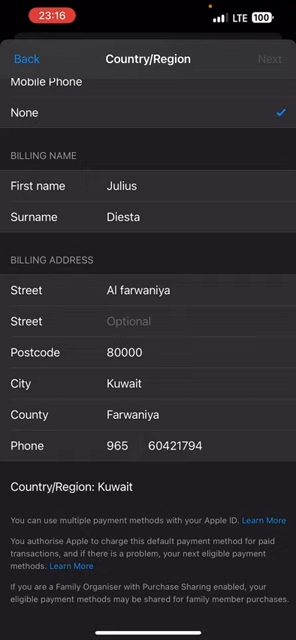 23:16
LTE 100
Back Country/Region Next
Mobile Phone
None
BILLING NAME
First name Julius
Surname Diesta
BILLING ADDRESS
Street Al farwaniya
Street Optional
Postcode 80000
City Kuwait
County Farwaniya
Phone 965 60421794
Country/Region: Kuwait
You can use multiple payment methods with your Apple ID. Learn More
You authorise Apple to charge this default payment method for paid
transactions, and if there is a problem, your next eligible payment
methods. Learn More
If you are a Family Organiser with Purchase Sharing enabled, your
eligible payment methods may be shared for family member purchases.